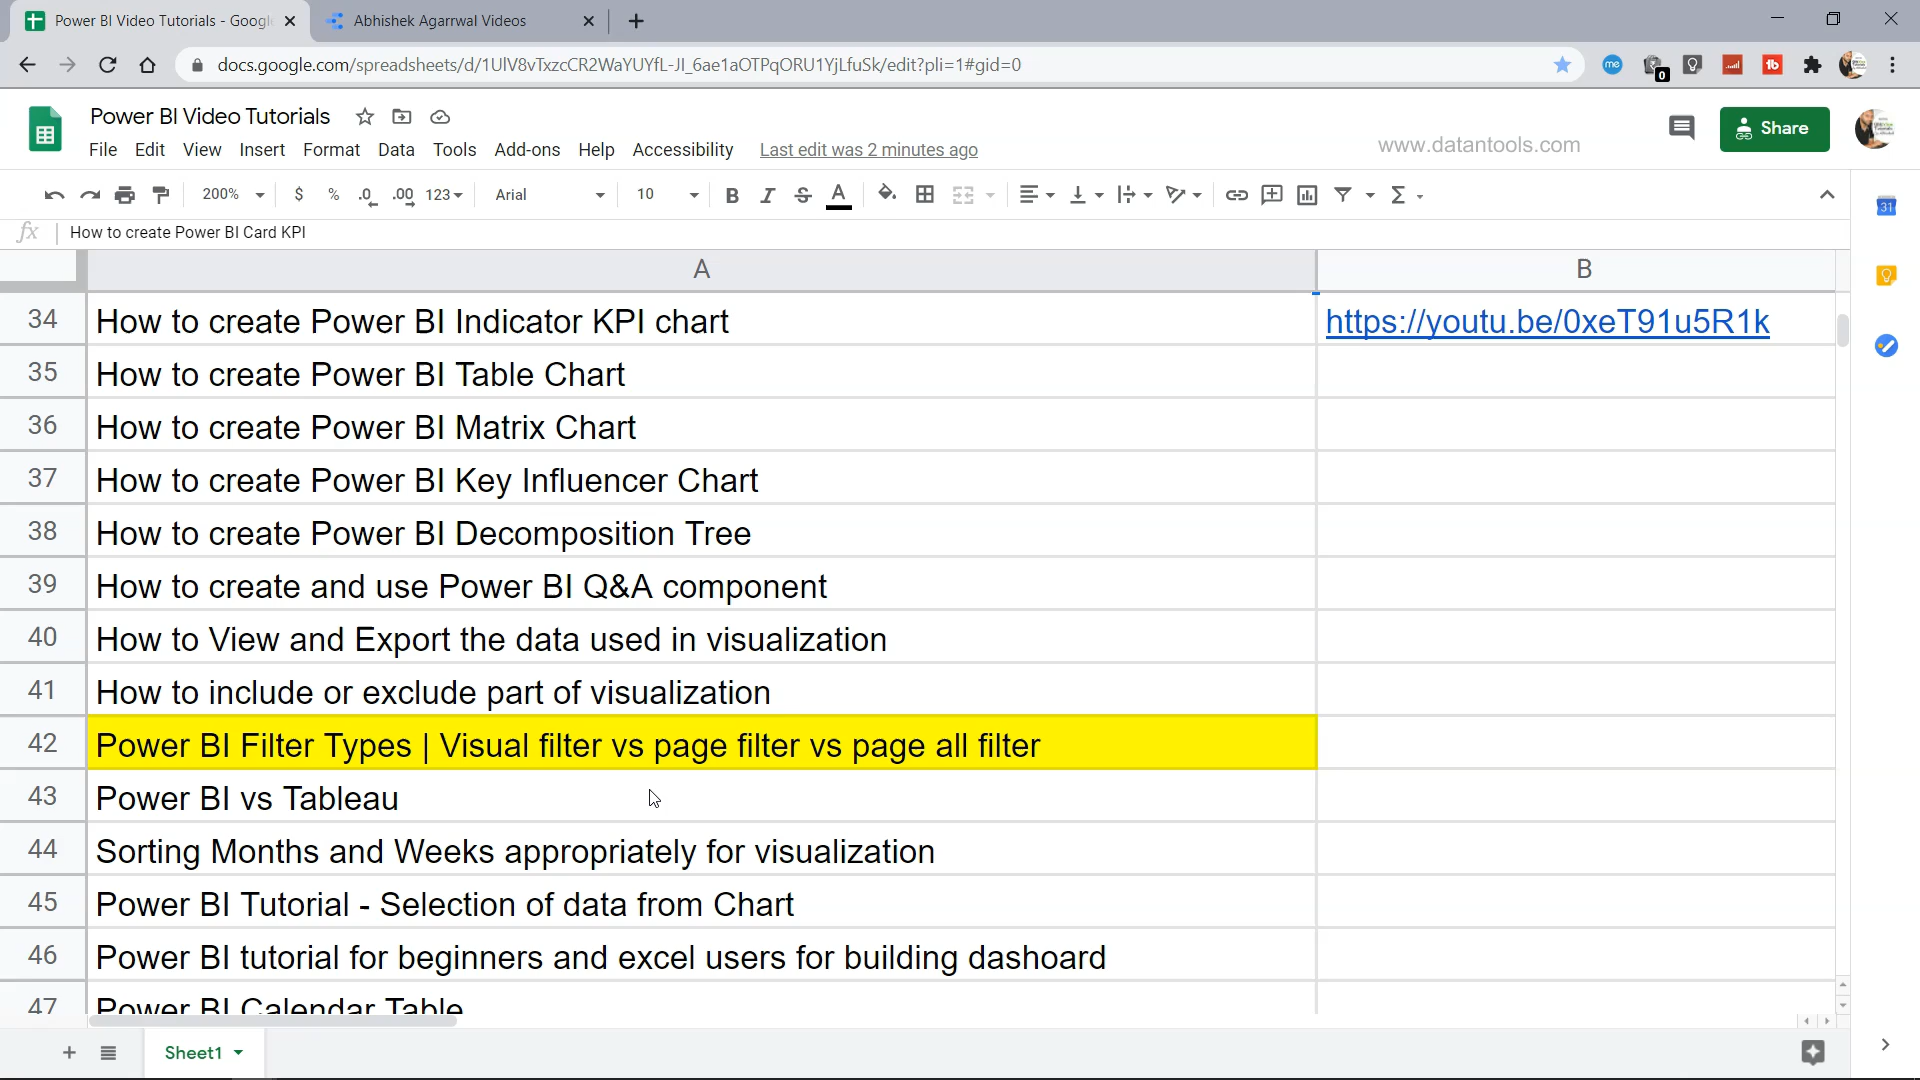 Power BI Video Tutorials - Googl
Abhishek Agarrwal Videos
docs.google.com/spreadsheets/d/1UlV8vTxzcCR2WaYUYfL-JI_6ae1aOTPqORU1YjLfuSk/edit?pli=1#gid=0
me
0
tb
Power BI Video Tutorials
File Edit View Insert Format Data Tools Add-ons Help Accessibility Last edit was 2 minutes ago
www.datantools.com
Share
200% $ % .0 .00 123 Arial 10 B I S A
31
fx How to create Power BI Card KPI
A B
34 How to create Power BI Indicator KPI chart https://youtu.be/0xeT91u5R1k
35 How to create Power BI Table Chart
36 How to create Power BI Matrix Chart
37 How to create Power BI Key Influencer Chart
38 How to create Power BI Decomposition Tree
39 How to create and use Power BI Q&A component
40 How to View and Export the data used in visualization
41 How to include or exclude part of visualization
42 Power BI Filter Types | Visual filter vs page filter vs page all filter
43 Power BI vs Tableau
44 Sorting Months and Weeks appropriately for visualization
45 Power BI Tutorial - Selection of data from Chart
46 Power BI tutorial for beginners and excel users for building dashoard
47 Power BI Calendar Table
Sheet1